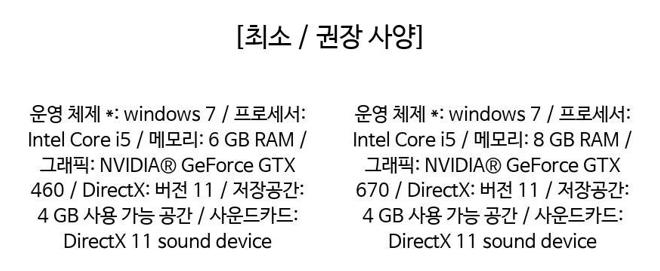 [최소 / 권장 사양]
운영 체제 *: windows 7 / 프로세서:
Intel Core i5 / 메모리: 6 GB RAM /
그래픽: NVIDIA® GeForce GTX
460 / DirectX: 버전 11 / 저장공간:
4 GB 사용 가능 공간 / 사운드카드:
DirectX 11 sound device
운영 체제 *: windows 7 / 프로세서:
Intel Core i5 / 메모리: 8 GB RAM /
그래픽: NVIDIA® GeForce GTX
670 / DirectX: 버전 11 / 저장공간:
4 GB 사용 가능 공간 / 사운드카드:
DirectX 11 sound device